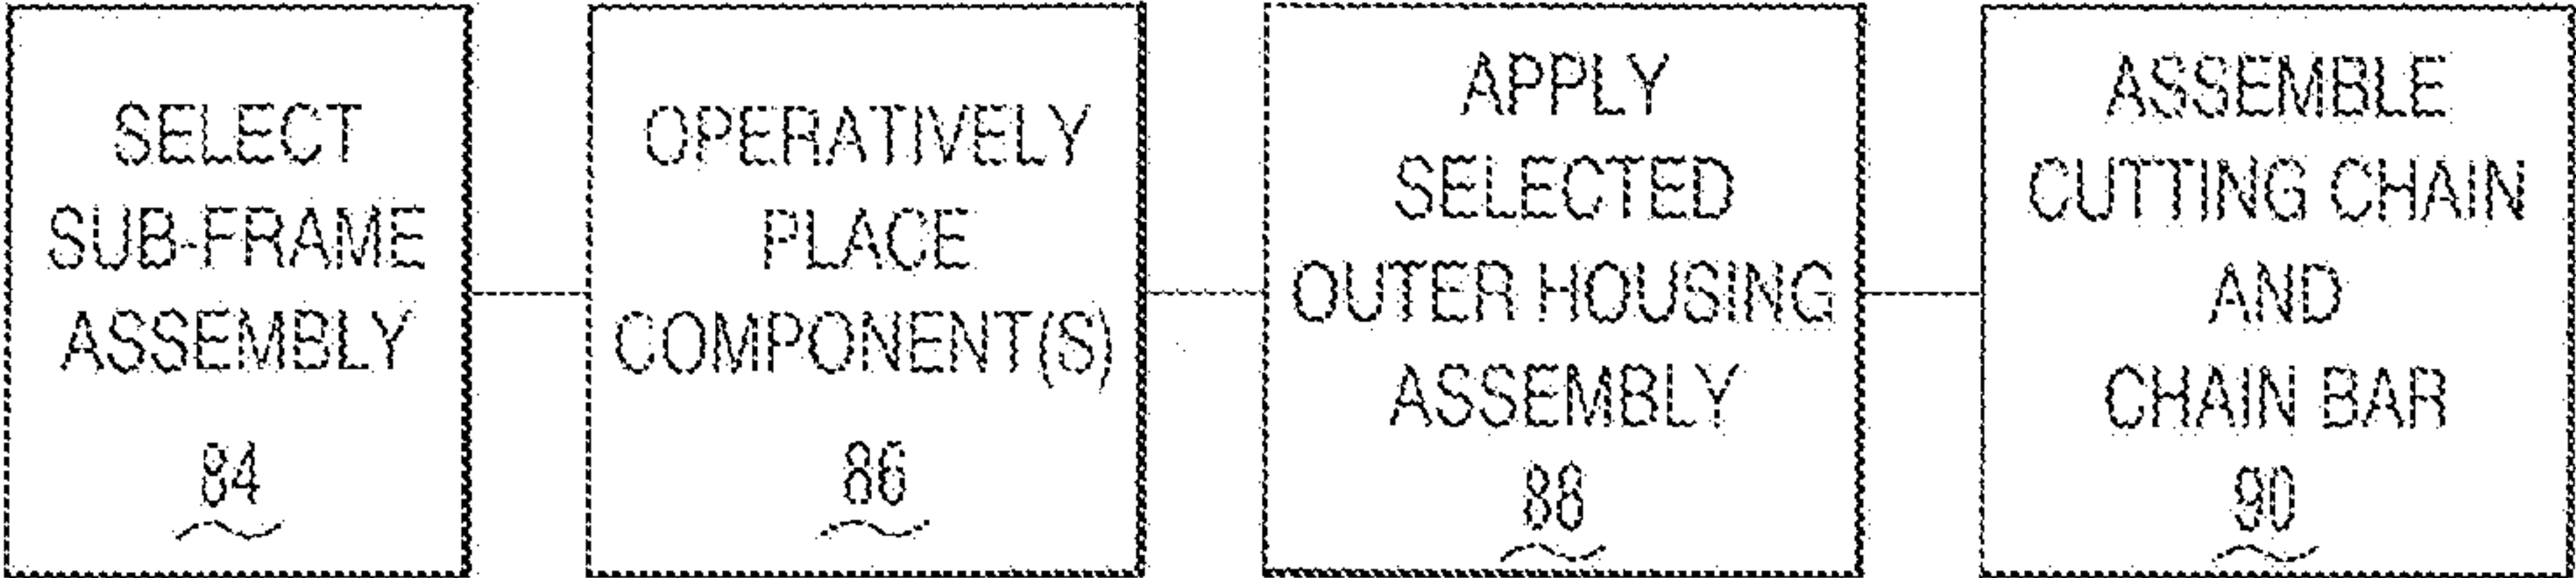 SELECT
SUB-FRAME
ASSEMBLY
84
OPERATIVELY
PLACE
COMPONENT(S)
86
APPLY
SELECTED
OUTER HOUSING
ASSEMBLY
88
ASSEMBLE
CUTTING CHAIN
AND
CHAIN BAR
90